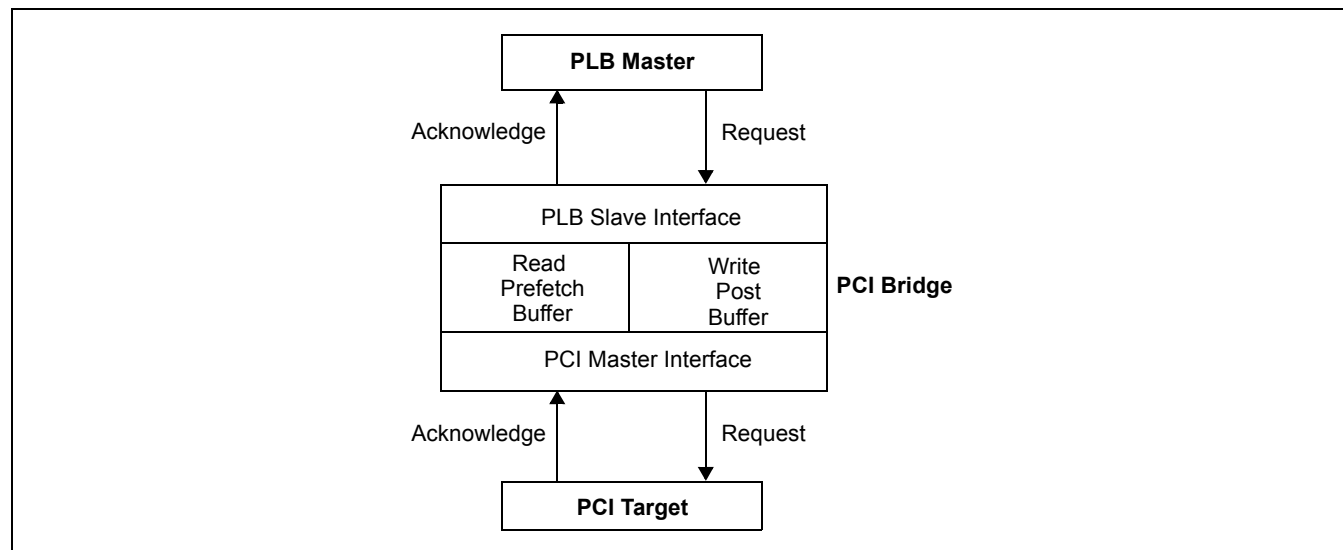 PLB Master
Acknowledge
Request
PLB Slave Interface
Read
Prefetch
Buffer
Write
Post
Buffer
PCI Bridge
PCI Master Interface
Acknowledge
Request
PCI Target